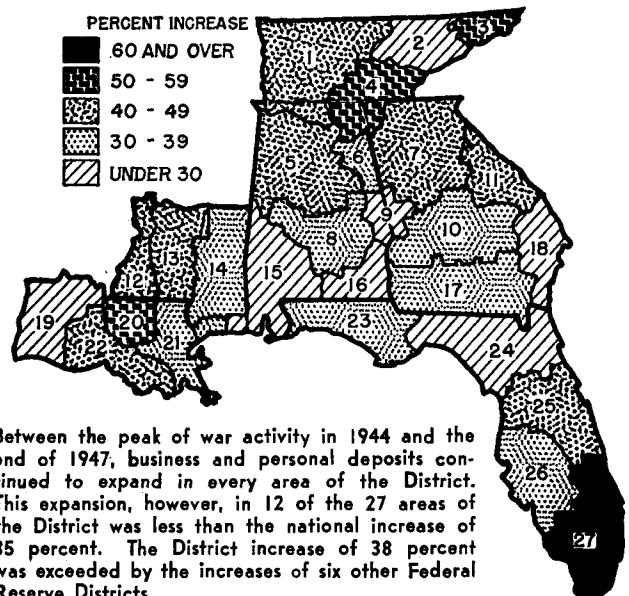 PERCENT INCREASE
.60 AND OVER
50 - 59
40 - 49
30 - 39
UNDER 30
1
2
3
4
5
6
7
8
9
10
11
12
13
14
15
16
17
18
19
20
21
22
23
24
25
26
27
Between the peak of war activity in 1944 and the
end of 1947, business and personal deposits con-
tinued to expand in every area of the District.
This expansion, however, in 12 of the 27 areas of
the District was less than the national increase of
35 percent. The District increase of 38 percent
was exceeded by the increases of six other Federal
Reserve Districts.